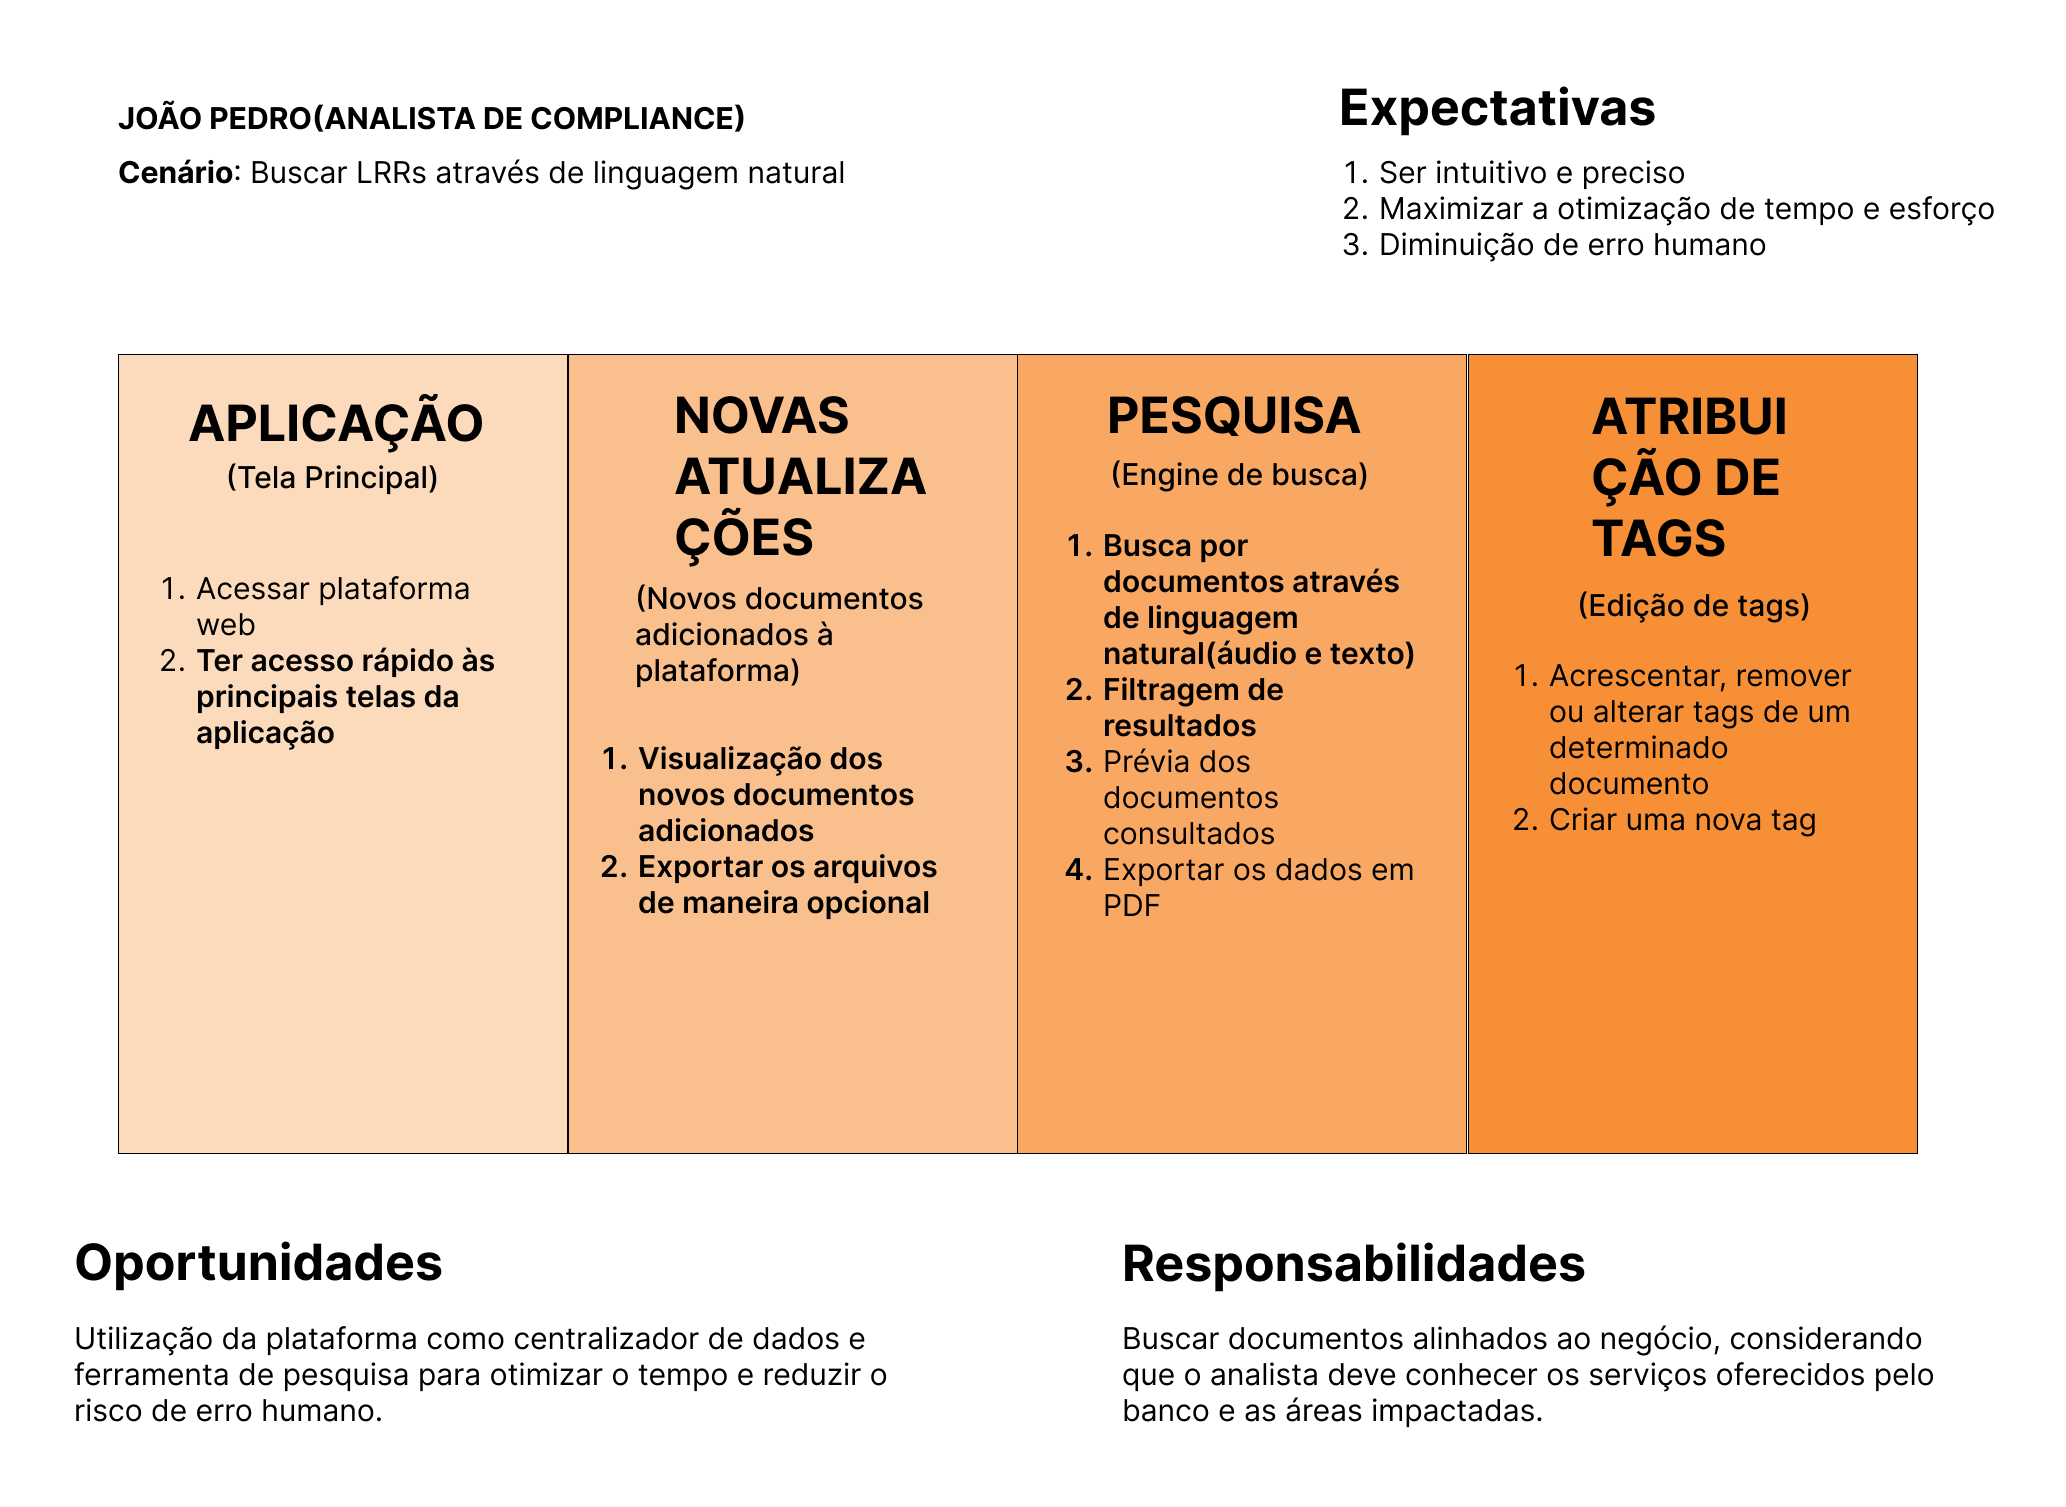 JOÃO PEDRO(ANALISTA DE COMPLIANCE)
Cenário: Buscar LRRs através de linguagem natural
Expectativas
1. Ser intuitivo e preciso
2. Maximizar a otimização de tempo e esforço
3. Diminuição de erro humano
APLICAÇÃO
(Tela Principal)
1. Acessar plataforma
web
2. Ter acesso rápido às
principais telas da
aplicação
NOVAS
ATUALIZA
ÇÕES
(Novos documentos
adicionados à
plataforma)
1. Visualização dos
novos documentos
adicionados
2. Exportar os arquivos
de maneira opcional
PESQUISA
(Engine de busca)
1. Busca por
documentos através
de linguagem
natural(áudio e texto)
2. Filtragem de
resultados
3. Prévia dos
documentos
consultados
4. Exportar os dados em
PDF
ATRIBUI
ÇÃO DE
TAGS
(Edição de tags)
1. Acrescentar, remover
ou alterar tags de um
determinado
documento
2. Criar uma nova tag
Oportunidades
Utilização da plataforma como centralizador de dados e
ferramenta de pesquisa para otimizar o tempo e reduzir o
risco de erro humano.
Responsabilidades
Buscar documentos alinhados ao negócio, considerando
que o analista deve conhecer os serviços oferecidos pelo
banco e as áreas impactadas.